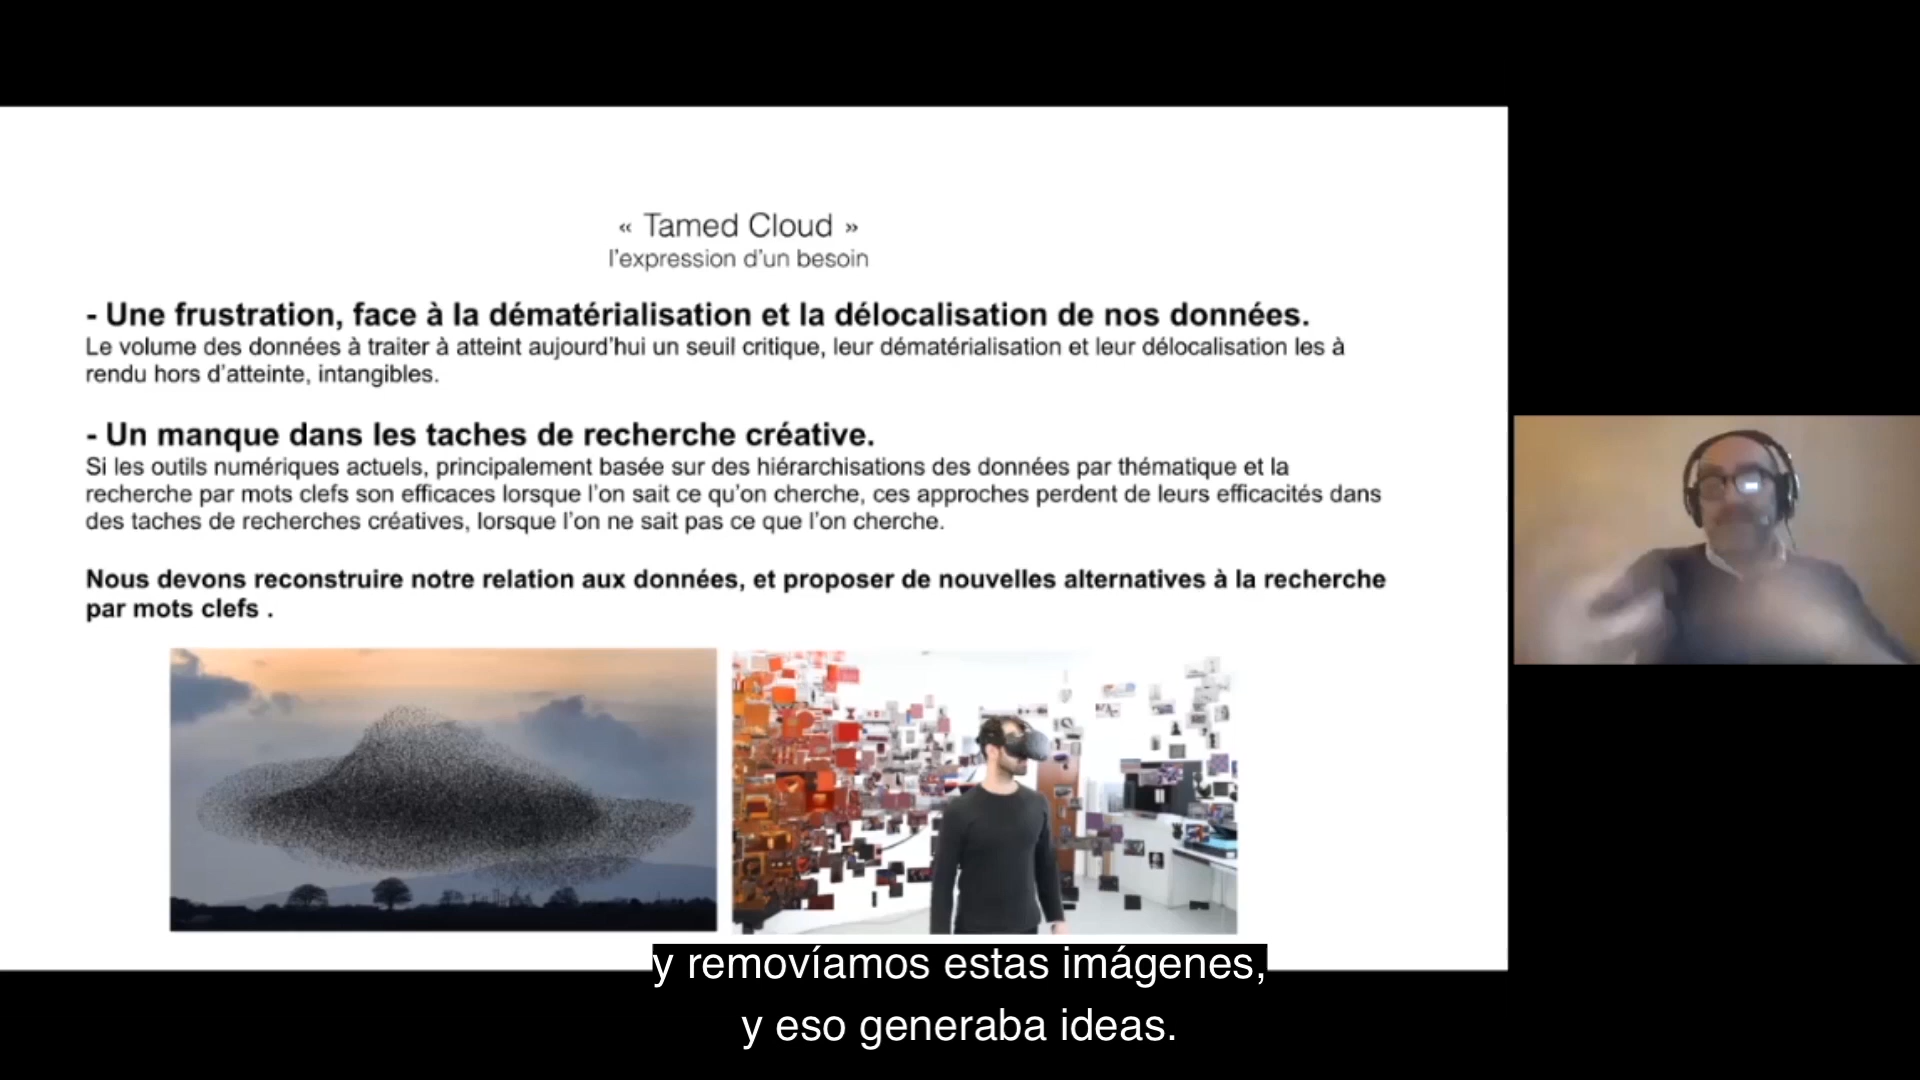 « Tamed Cloud »
l'expression d'un besoin
- Une frustration, face à la dématérialisation et la délocalisation de nos données.
Le volume des données à traiter à atteint aujourd'hui un seuil critique, leur dématérialisation et leur délocalisation les à
rendu hors d'atteinte, intangibles.
- Un manque dans les taches de recherche créative.
Si les outils numériques actuels, principalement basée sur des hiérarchisations des données par thématique et la
recherche par mots clefs son efficaces lorsque l'on sait ce qu'on cherche, ces approches perdent de leurs efficacités dans
des taches de recherches créatives, lorsque l'on ne sait pas ce que l'on cherche.
Nous devons reconstruire notre relation aux données, et proposer de nouvelles alternatives à la recherche
par mots clefs .
y removíamos estas imágenes,
y eso generaba ideas.